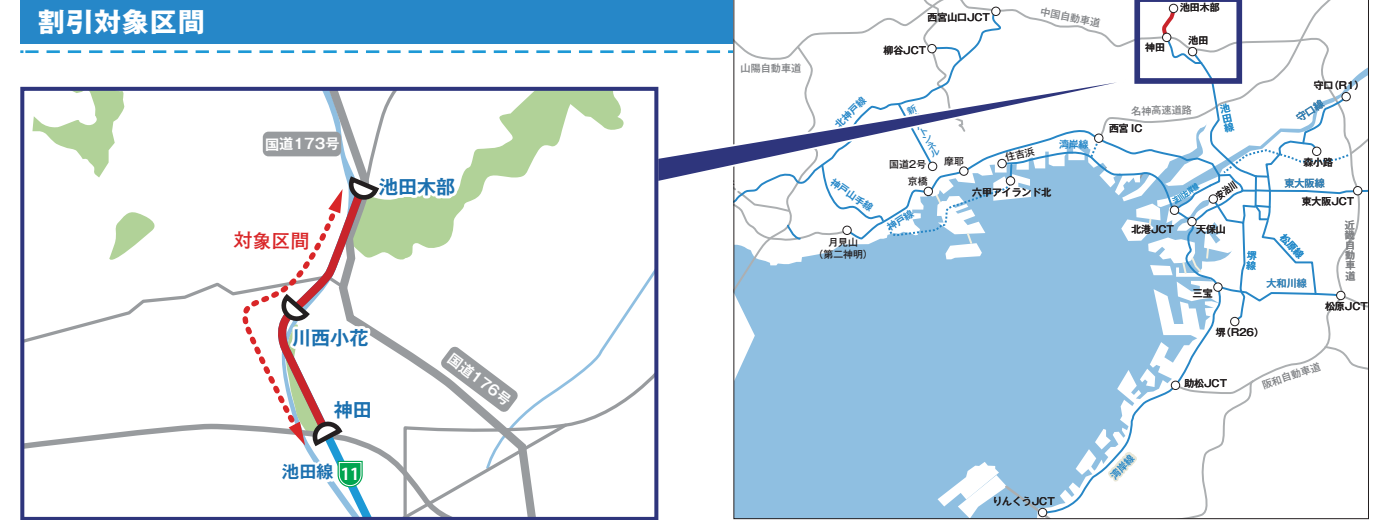 割引対象区間
国道173号
池田木部
対象区間
川西小花
国道176号
神田
池田線
11
池田木部
西宮山口JCT
中国自動車道
神田
池田
柳谷JCT
山陽自動車道
守口(R1)
北神戸線
新
トンネル
名神高速道路
池田線
守口線
西宮IC
湾岸線
森小路
国道2号
摩耶
住吉浜
京橋
六甲アイランド北
神戸山手線
淀川左岸線
安治川
東大阪線
東大阪JCT
神戸線
月見山
(第二神明)
北港JCT
天保山
堺線
松原線
近畿自動車道
三宝
大和川線
松原JCT
堺(R26)
助松JCT
阪和自動車道
湾岸線
りんくうJCT